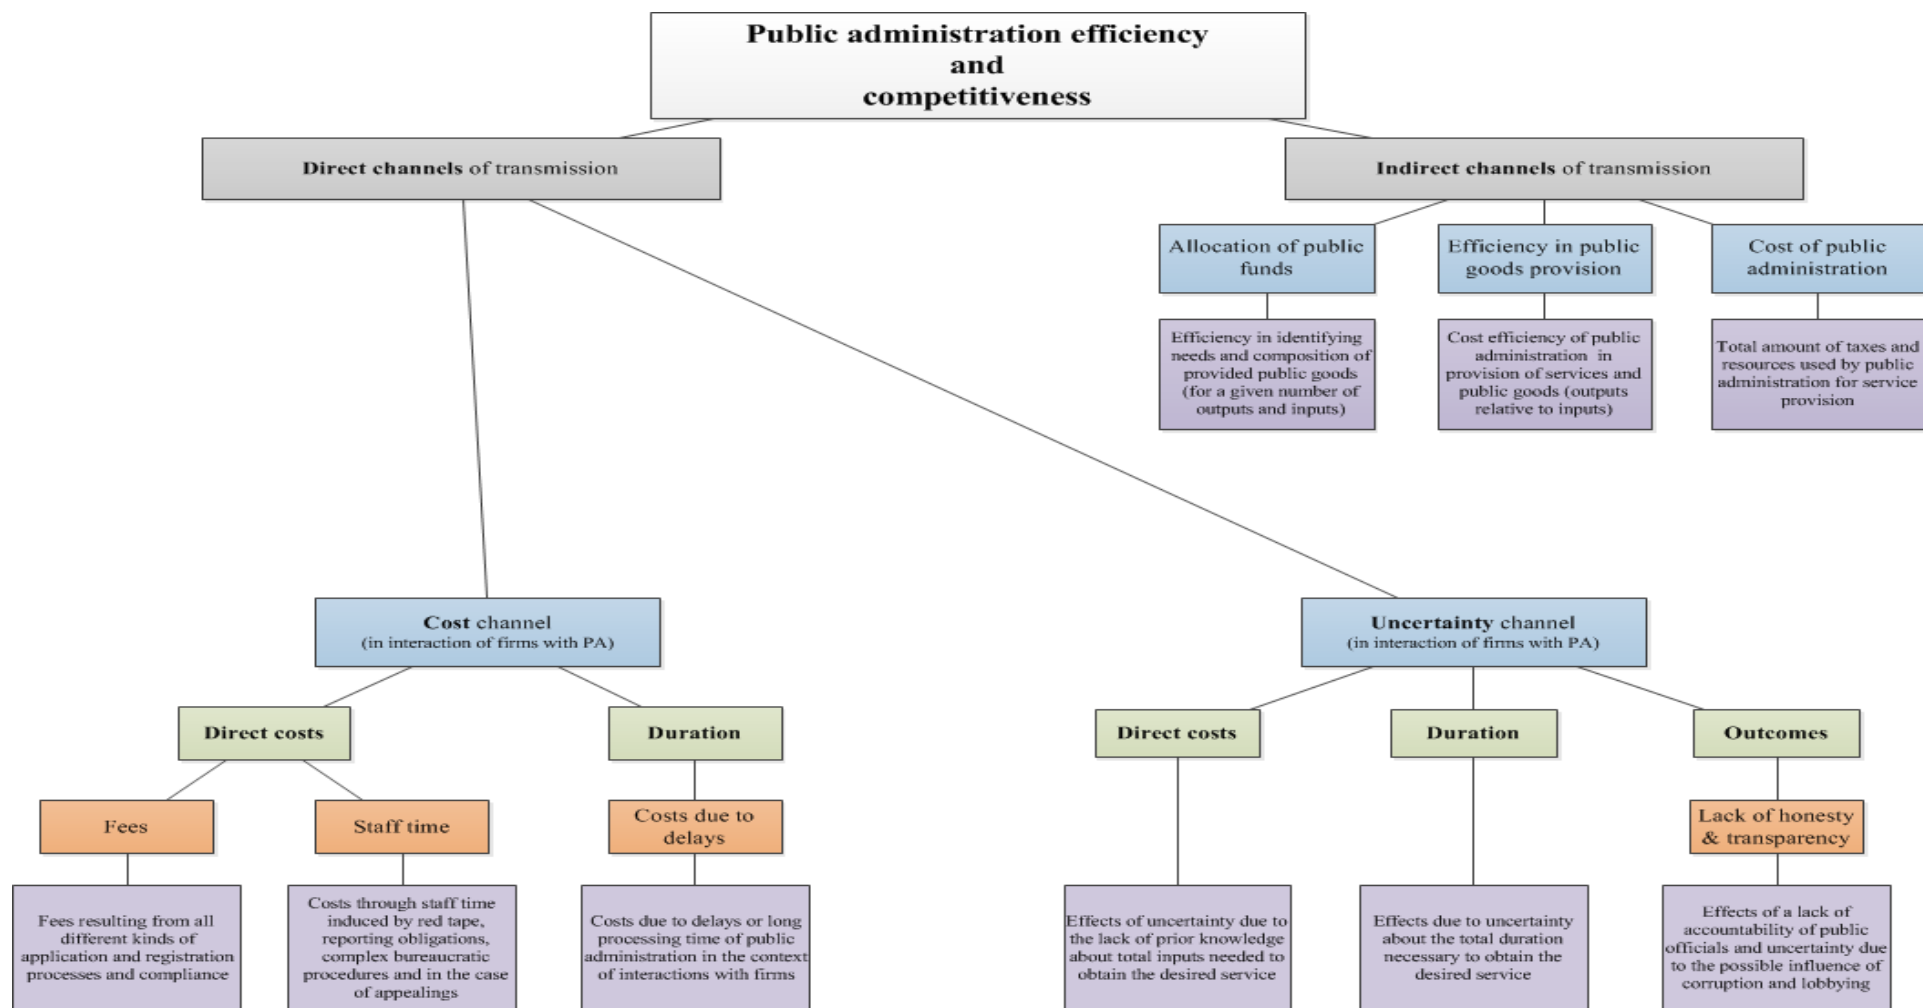 Public administration efficiency
and
competitiveness
Direct channels of transmission
Indirect channels of transmission
Allocation of public
funds
Efficiency in public
goods provision
Cost of public
administration
Efficiency in identifying
needs and composition of
provided public goods
(for a given number of
outputs and inputs)
Cost efficiency of public
administration in
provision of services and
public goods (outputs
relative to inputs)
Total amount of taxes and
resources used by public
administration for service
provision
Cost channel
(in interaction of firms with PA)
Uncertainty channel
(in interaction of firms with PA)
Direct costs
Duration
Direct costs
Duration
Outcomes
Fees
Staff time
Costs due to
delays
Lack of honesty
& transparency
Fees resulting from all
different kinds of
application and registration
processes and compliance
Costs through staff time
induced by red tape,
reporting obligations,
complex bureaucratic
procedures and in the case
of appealings
Costs due to delays or long
processing time of public
administration in the context
of interactions with firms
Effects of uncertainty due to
the lack of prior knowledge
about total inputs needed to
obtain the desired service
Effects due to uncertainty
about the total duration
necessary to obtain the
desired service
Effects of a lack of
accountability of public
officials and uncertainty due
to the possible influence of
corruption and lobbying